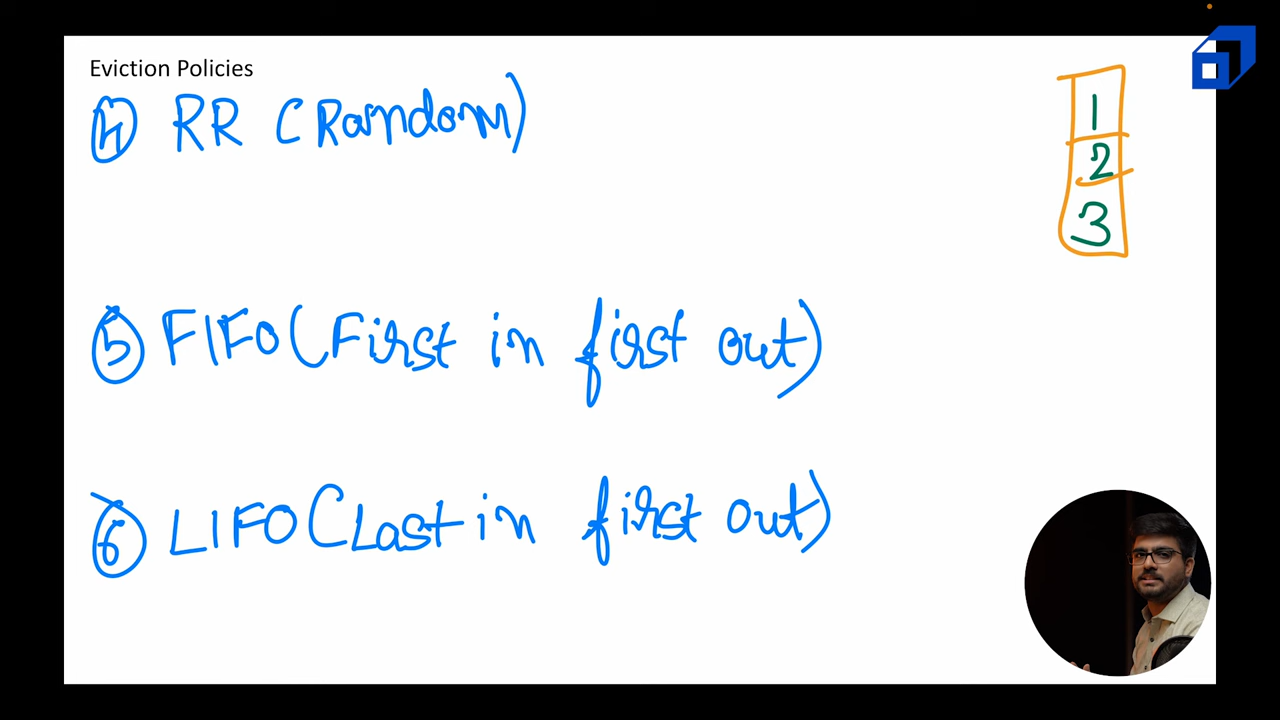 Eviction Policies
④ RR (Random)
1
2
3
⑤ FIFO (First in first out)
⑥ LIFO (Last in first out)